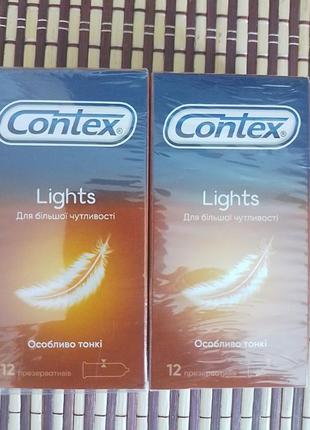 Contex®
Lights
Для більшої чутливості
Особливо тонкі
12 презервативів
Contex®
Lights
Для більшої чутливості
Особливо тонкі
12 презервативів